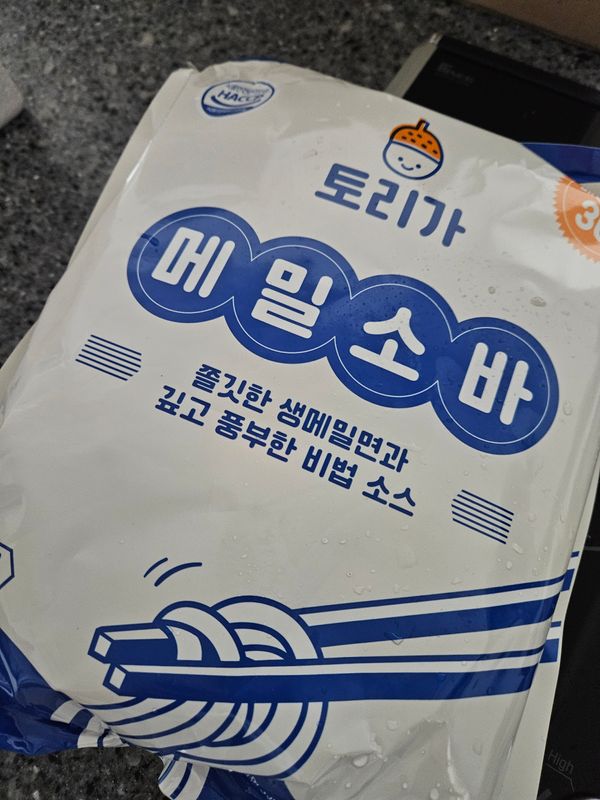 HACCP
토리가
메밀소바
쫄깃한 생메밀면과
깊고 풍부한 비법 소스
High